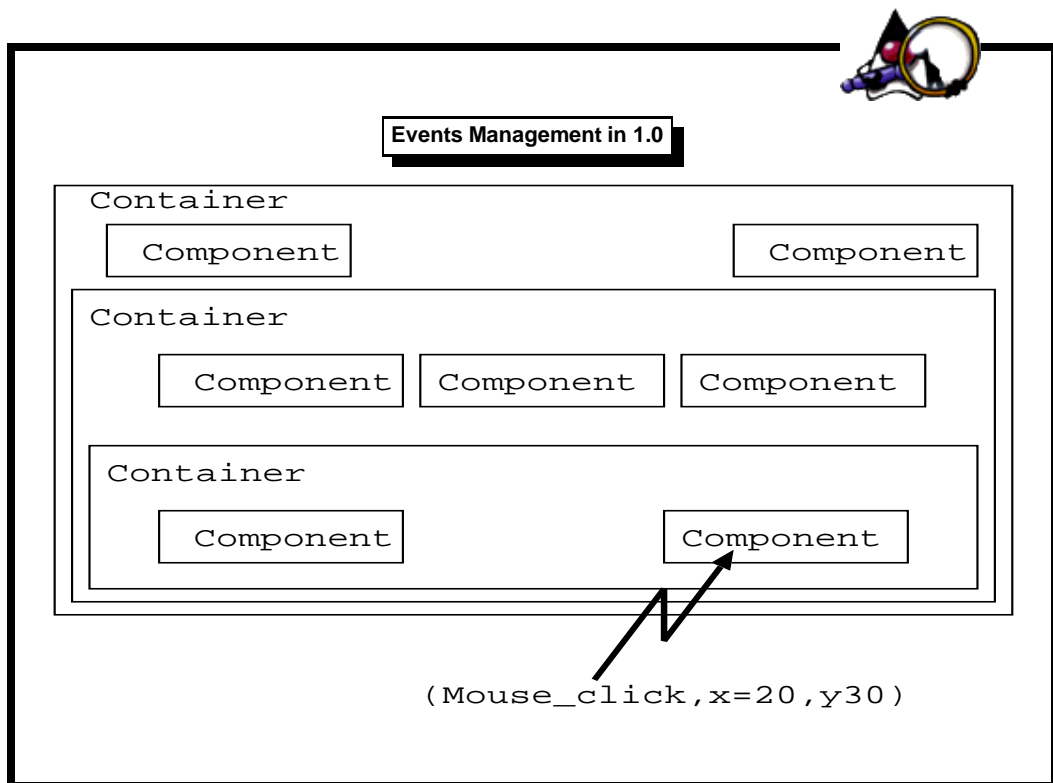 Events Management in 1.0
Container
Component
Component
Container
Component
Component
Component
Container
Component
Component
(Mouse_click,x=20,y30)